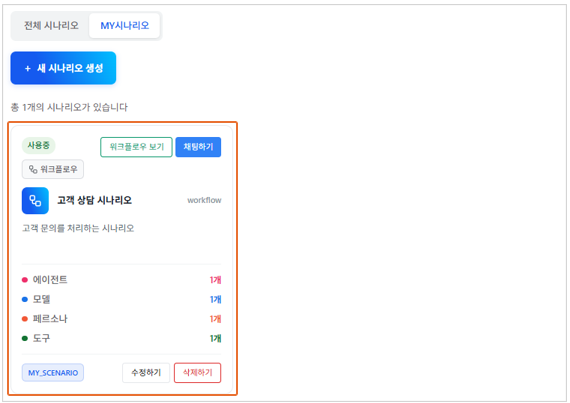 전체 시나리오 MY시나리오
+ 새 시나리오 생성
총 1개의 시나리오가 있습니다
사용중 워크플로우 보기 채팅하기
워크플로우
고객 상담 시나리오 workflow
고객 문의를 처리하는 시나리오
에이전트 1개
모델 1개
페르소나 1개
도구 1개
MY_SCENARIO 수정하기 삭제하기